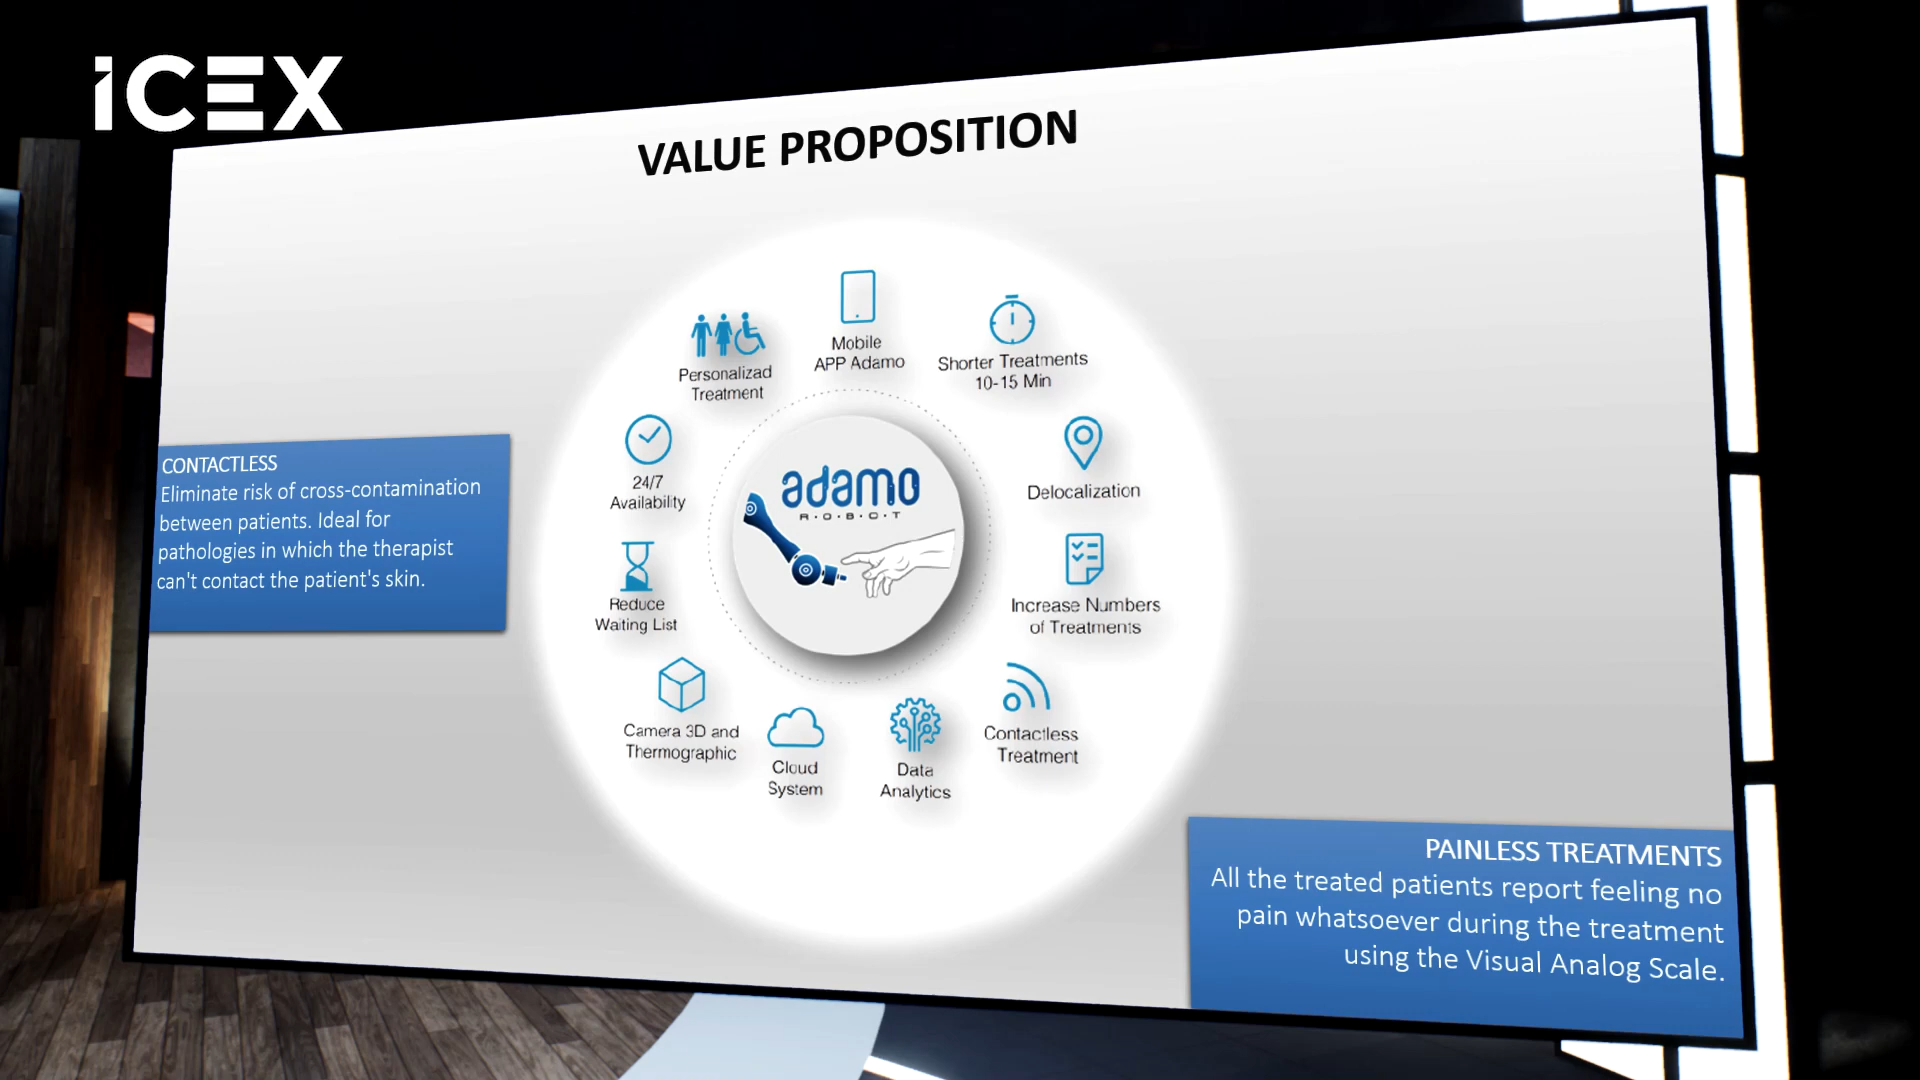 iCEX
VALUE PROPOSITION
Mobile
APP Adamo
Shorter Treatments
10-15 Min
Personalizad
Treatment
24/7
Availability
Delocalization
CONTACTLESS
Eliminate risk of cross-contamination
between patients. Ideal for
pathologies in which the therapist
can't contact the patient's skin.
adamo
R·O·B·O·T
Reduce
Waiting List
Increase Numbers
of Treatments
Camera 3D and
Thermographic
Cloud
System
Data
Analytics
Contactless
Treatment
PAINLESS TREATMENTS
All the treated patients report feeling no
pain whatsoever during the treatment
using the Visual Analog Scale.